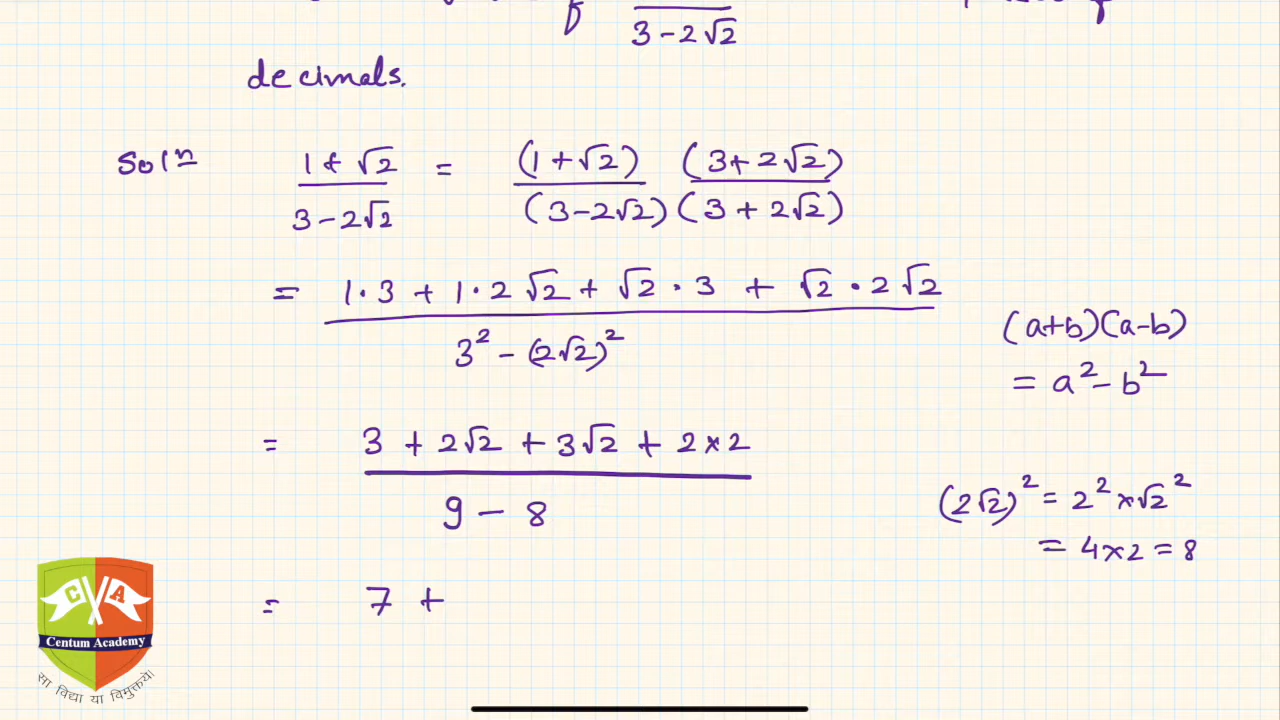 3 - 2√2
decimals.
Solⁿ 1 + √2 / 3 - 2√2 = (1 + √2) (3 + 2√2) / (3 - 2√2) (3 + 2√2)
= 1·3 + 1·2√2 + √2·3 + √2·2√2 / 3² - (2√2)²
(a+b)(a-b)
= a² - b²
= 3 + 2√2 + 3√2 + 2×2 / 9 - 8
(2√2)² = 2² × √2²
= 4×2 = 8
= 7 +
C A
Centum Academy
सा विद्या या विमुक्तये।